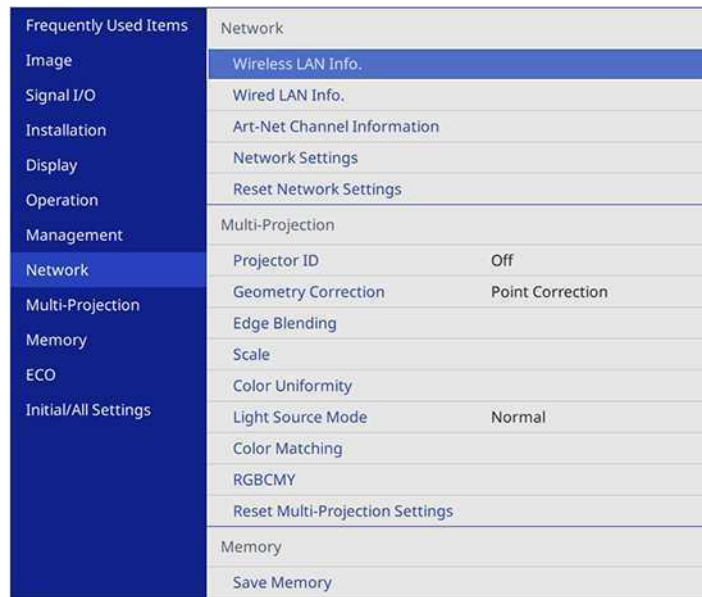 Frequently Used Items
Image
Signal I/O
Installation
Display
Operation
Management
Network
Multi-Projection
Memory
ECO
Initial/All Settings
Network
Wireless LAN Info.
Wired LAN Info.
Art-Net Channel Information
Network Settings
Reset Network Settings
Multi-Projection
Projector ID Off
Geometry Correction Point Correction
Edge Blending
Scale
Color Uniformity
Light Source Mode Normal
Color Matching
RGBCMY
Reset Multi-Projection Settings
Memory
Save Memory